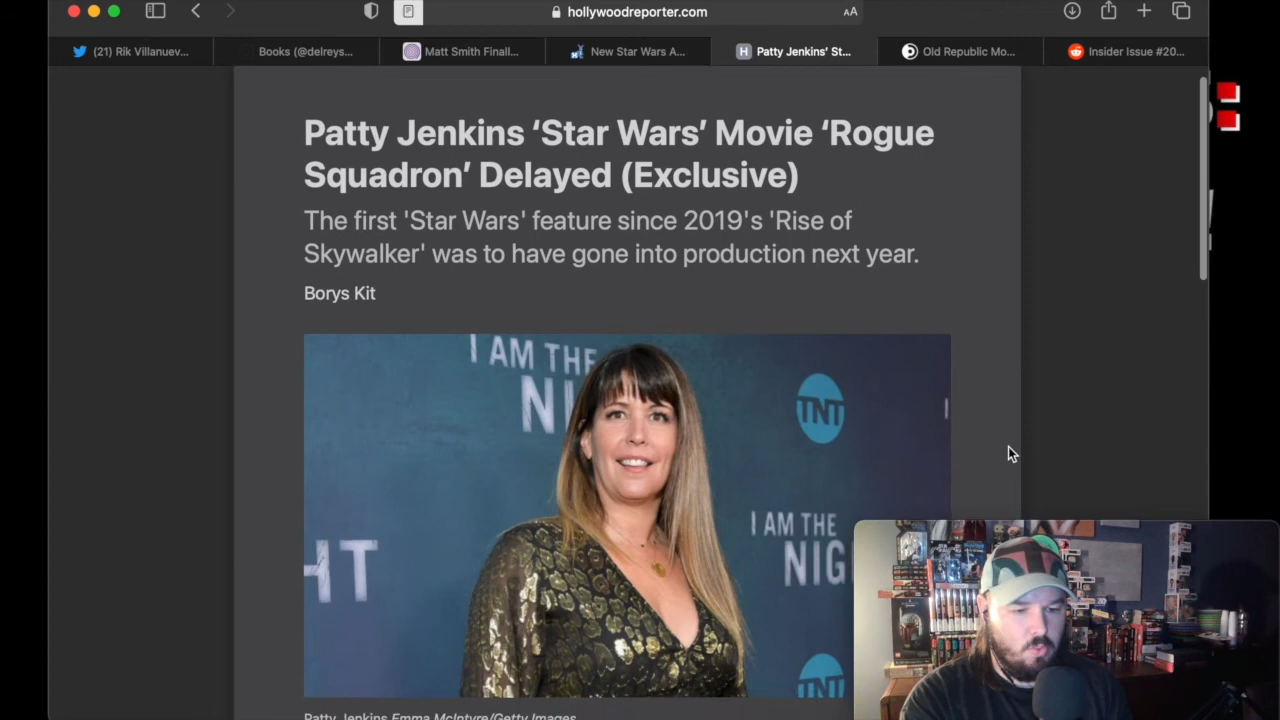 hollywoodreporter.com
AA
(21) Rik Villanuev...
Books (@delreys...
Matt Smith Finall...
New Star Wars A...
H
Patty Jenkins’ St...
Old Republic Mo...
Insider Issue #20...
Patty Jenkins ‘Star Wars’ Movie ‘Rogue
Squadron’ Delayed (Exclusive)
The first 'Star Wars' feature since 2019's 'Rise of
Skywalker' was to have gone into production next year.
Borys Kit
I AM THE
NI
TNT
I AM THE
NIG
HT
TNT
Patty Jenkins Emma McIntyre/Getty Images